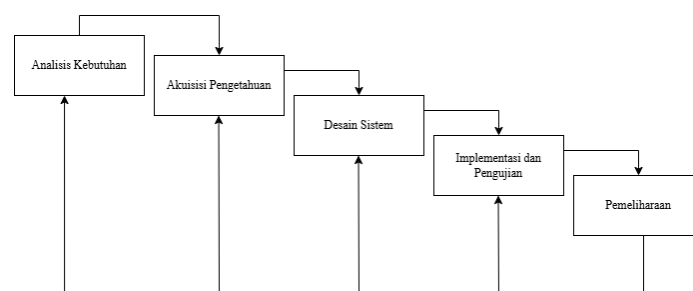 Analisis Kebutuhan
Akuisisi Pengetahuan
Desain Sistem
Implementasi dan
Pengujian
Pemeliharaan